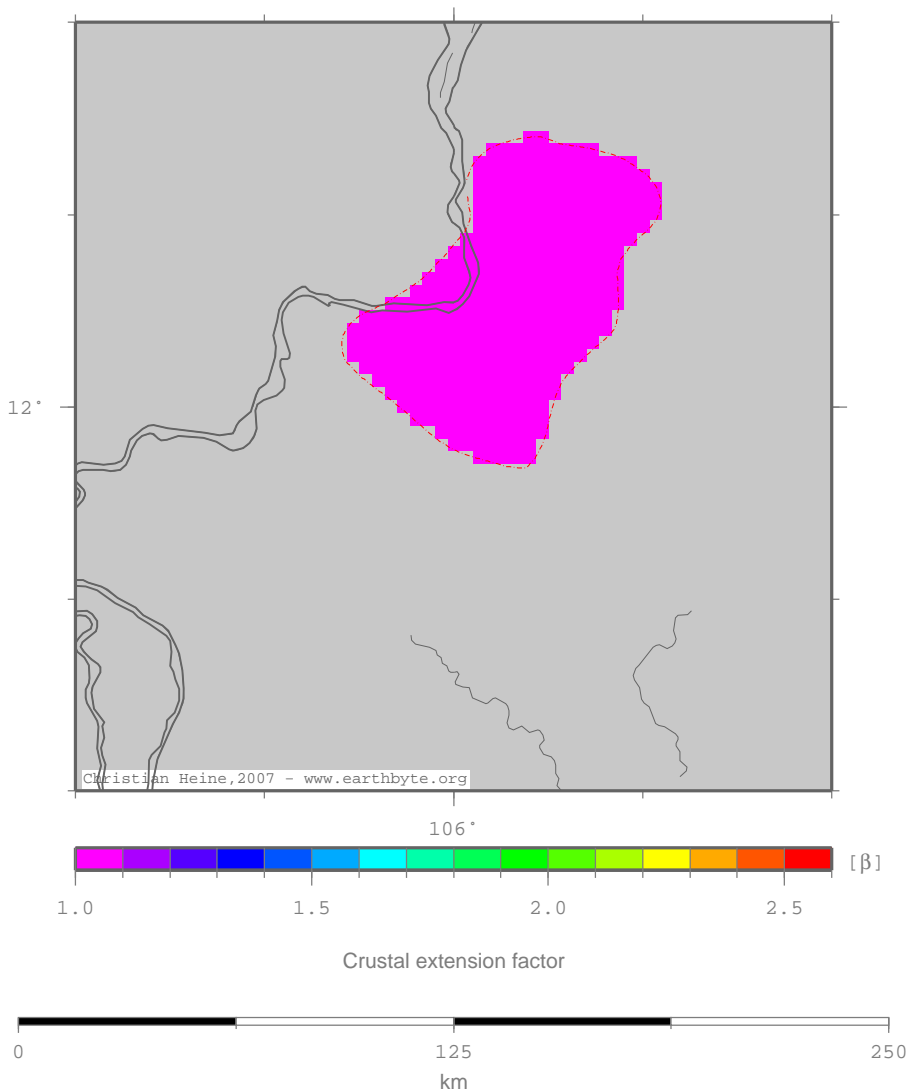 12°
Christian Heine,2007 - www.earthbyte.org
106°
[β]
1.0 1.5 2.0 2.5
Crustal extension factor
0 125 250
km